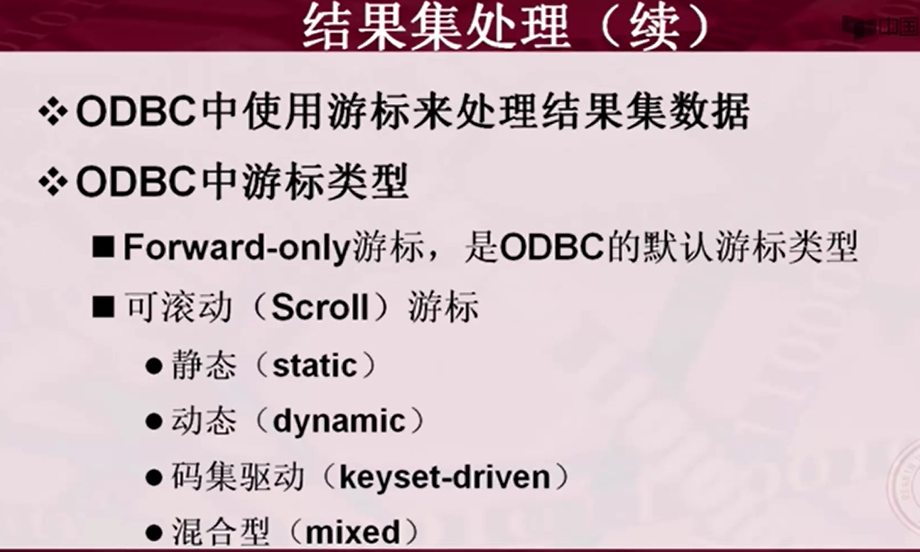 结果集处理（续）
ODBC中使用游标来处理结果集数据
ODBC中游标类型
Forward-only游标，是ODBC的默认游标类型
可滚动（Scroll）游标
静态（static）
动态（dynamic）
码集驱动（keyset-driven）
混合型（mixed）